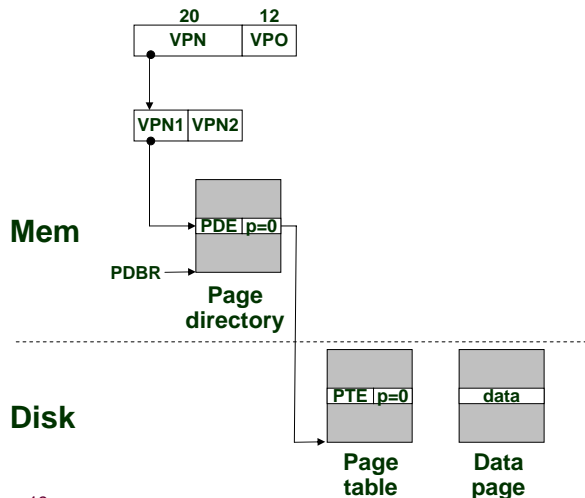 20 12
VPN VPO
VPN1 VPN2
PDE p=0
Mem
PDBR
Page
directory
PTE p=0 data
Disk
Page
table
Data
page